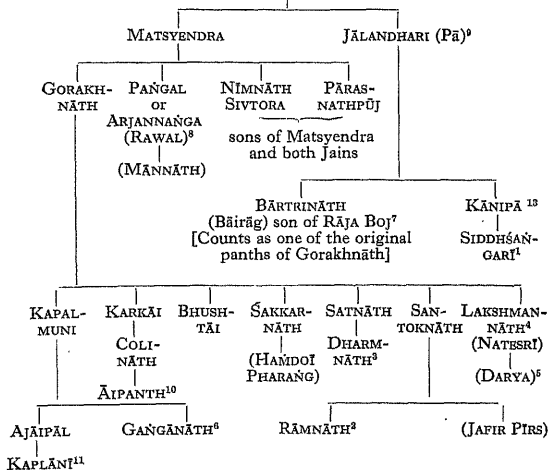 MATSYENDRA JĀLANDHARI (PĀ)⁹
GORAKH- PAṄGAL NĪMNĀTH PĀRAS-
NĀTH or SIVTORA NATHPŪJ
ARJANNAṄGA
(RAWAL)⁸ sons of Matsyendra
and both Jains
(MĀNNĀTH)
BĀRTRINĀTH KĀNIPĀ ¹³
(BĀIRĀG) son of RĀJA BOJ⁷
[Counts as one of the original SIDDHŚAṄ-
panths of Gorakhnāth] GARĪ¹
KAPAL- KARKĀI BHUSH- ŚAKKAR- SATNĀTH SAN- LAKSHMAN-
MUNI TĀI NĀTH TOKNĀTH NĀTH⁴
COLI- DHARM- (NATESRĪ)
NĀTH (HAṀDOĪ NĀTH³
PHARAṄG) (DARYA)⁵
ĀIPANTH¹⁰
AJĀIPĀL GAṄGĀNĀTH⁶ RĀMNĀTH² (JAFIR PĪRS)
KAPLĀNĪ¹¹